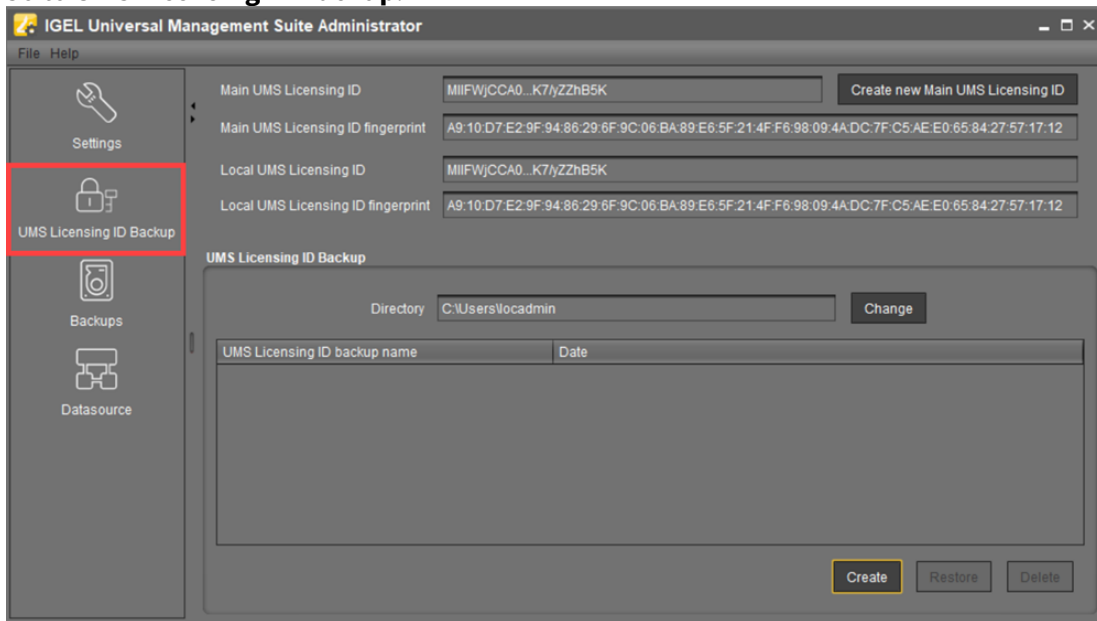 IGEL Universal Management Suite Administrator
File Help
Settings
UMS Licensing ID Backup
Backups
Datasource
Main UMS Licensing ID MIIFWjCCA0...K7/yZZhB5K Create new Main UMS Licensing ID
Main UMS Licensing ID fingerprint A9:10:D7:E2:9F:94:86:29:6F:9C:06:BA:89:E6:5F:21:4F:F6:98:09:4A:DC:7F:C5:AE:E0:65:84:27:57:17:12
Local UMS Licensing ID MIIFWjCCA0...K7/yZZhB5K
Local UMS Licensing ID fingerprint A9:10:D7:E2:9F:94:86:29:6F:9C:06:BA:89:E6:5F:21:4F:F6:98:09:4A:DC:7F:C5:AE:E0:65:84:27:57:17:12
UMS Licensing ID Backup
Directory C:\Users\locadmin Change
UMS Licensing ID backup name Date
Create Restore Delete